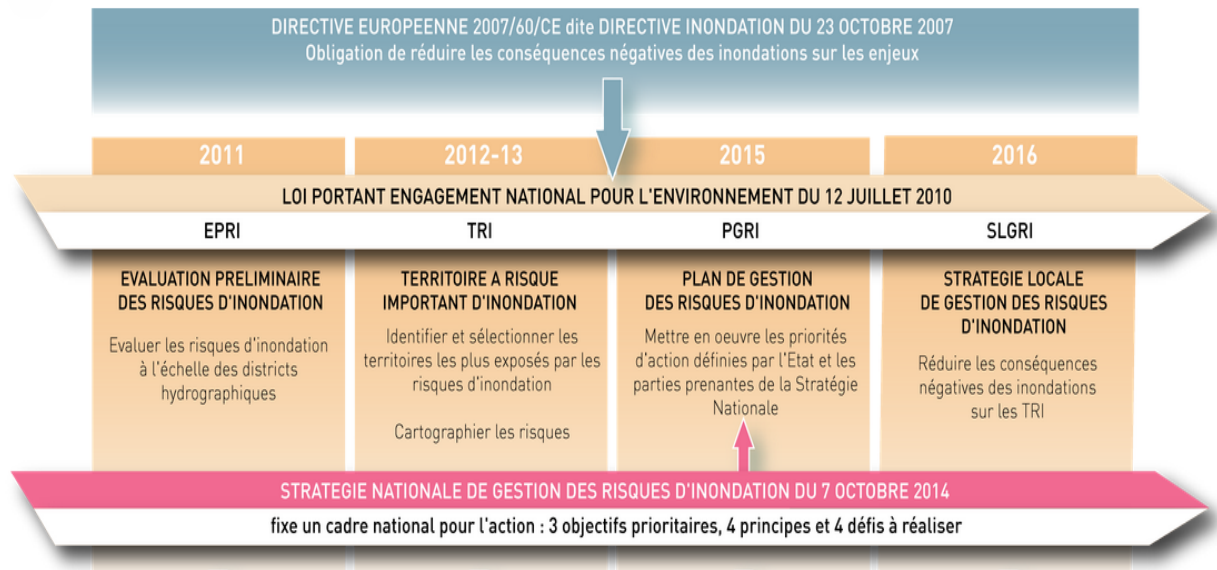 DIRECTIVE EUROPEENNE 2007/60/CE dite DIRECTIVE INONDATION DU 23 OCTOBRE 2007
Obligation de réduire les conséquences négatives des inondations sur les enjeux
2011
2012-13
2015
2016
LOI PORTANT ENGAGEMENT NATIONAL POUR L'ENVIRONNEMENT DU 12 JUILLET 2010
EPRI
TRI
PGRI
SLGRI
EVALUATION PRELIMINAIRE
DES RISQUES D'INONDATION
Evaluer les risques d'inondation
à l'échelle des districts
hydrographiques
TERRITOIRE A RISQUE
IMPORTANT D'INONDATION
Identifier et sélectionner les
territoires les plus exposés par les
risques d'inondation
Cartographier les risques
PLAN DE GESTION
DES RISQUES D'INONDATION
Mettre en oeuvre les priorités
d'action définies par l'Etat et les
parties prenantes de la Stratégie
Nationale
STRATEGIE LOCALE
DE GESTION DES RISQUES
D'INONDATION
Réduire les conséquences
négatives des inondations
sur les TRI
STRATEGIE NATIONALE DE GESTION DES RISQUES D'INONDATION DU 7 OCTOBRE 2014
fixe un cadre national pour l'action : 3 objectifs prioritaires, 4 principes et 4 défis à réaliser